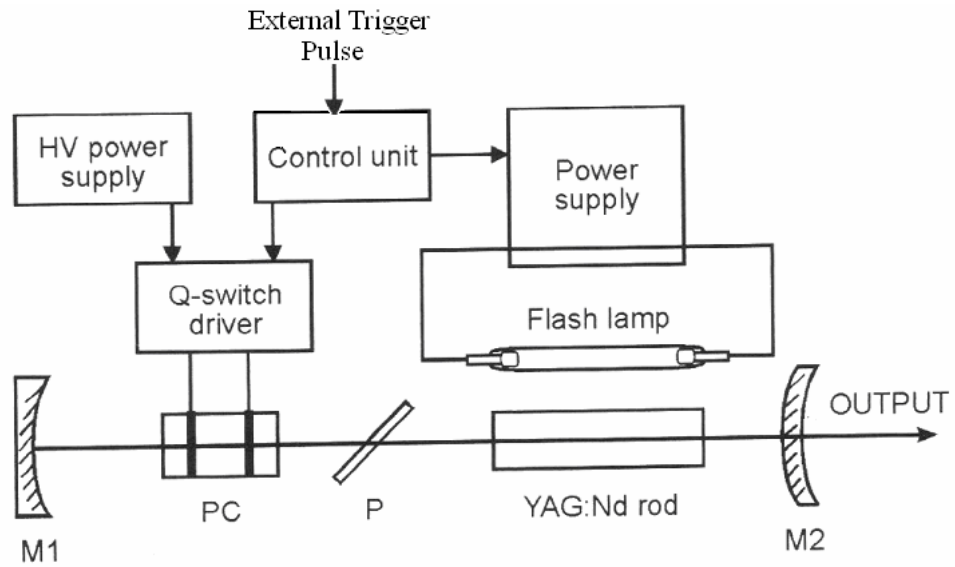 External Trigger
Pulse
HV power
supply
Control unit
Power
supply
Q-switch
driver
Flash lamp
OUTPUT
PC
P
YAG:Nd rod
M1
M2